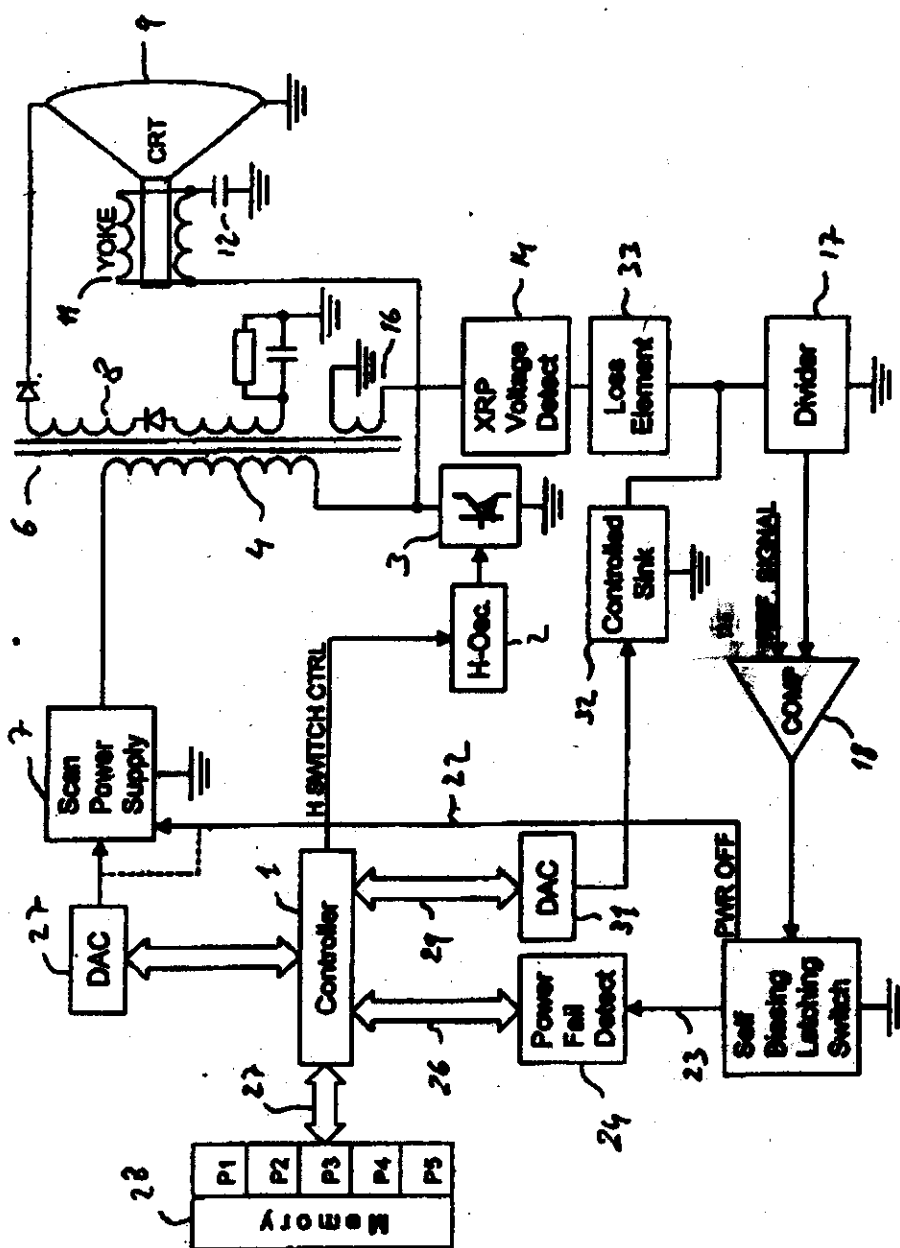 9
CRT
YOKE
11
12
8
6
4
16
7
Scan
Power
Supply
27
DAC
H SWITCH CTRL
1
Controller
22
3
H-Osc.
2
XRP
Voltage
Detect
14
Loss
Element
33
Controlled
Sink
32
Divider
17
SIGNAL
COMP
18
PWR OFF
DAC
31
29
26
27
28
Memory
P1
P2
P3
P4
P5
Power
Fail
Detect
24
23
Self
Biasing
Latching
Switch